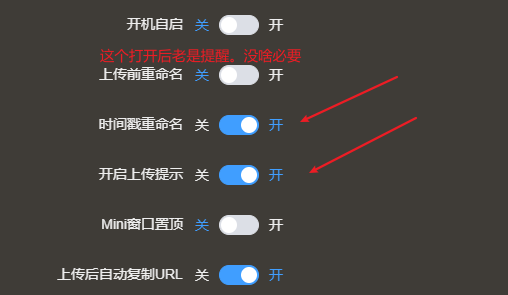 开机自启 关 开
这个打开后老是提醒，没啥必要
上传前重命名 关 开
时间戳重命名 关 开
开启上传提示 关 开
Mini窗口置顶 关 开
上传后自动复制URL 关 开